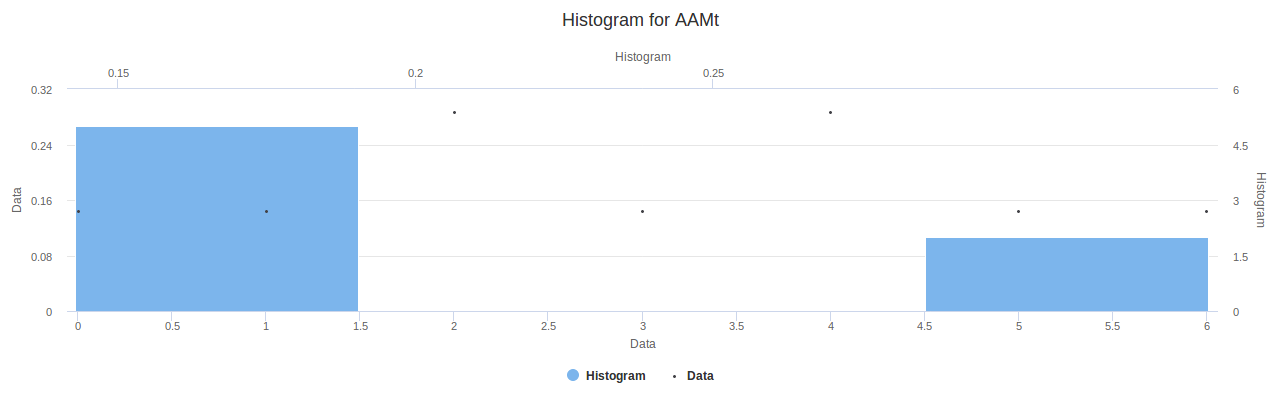 Histogram for AAMt
Histogram
0.15 0.2 0.25
0.32 6
0.24 4.5
0.16 3
0.08 1.5
0 0
Data
Histogram
0 0.5 1 1.5 2 2.5 3 3.5 4 4.5 5 5.5 6
Data
Histogram Data